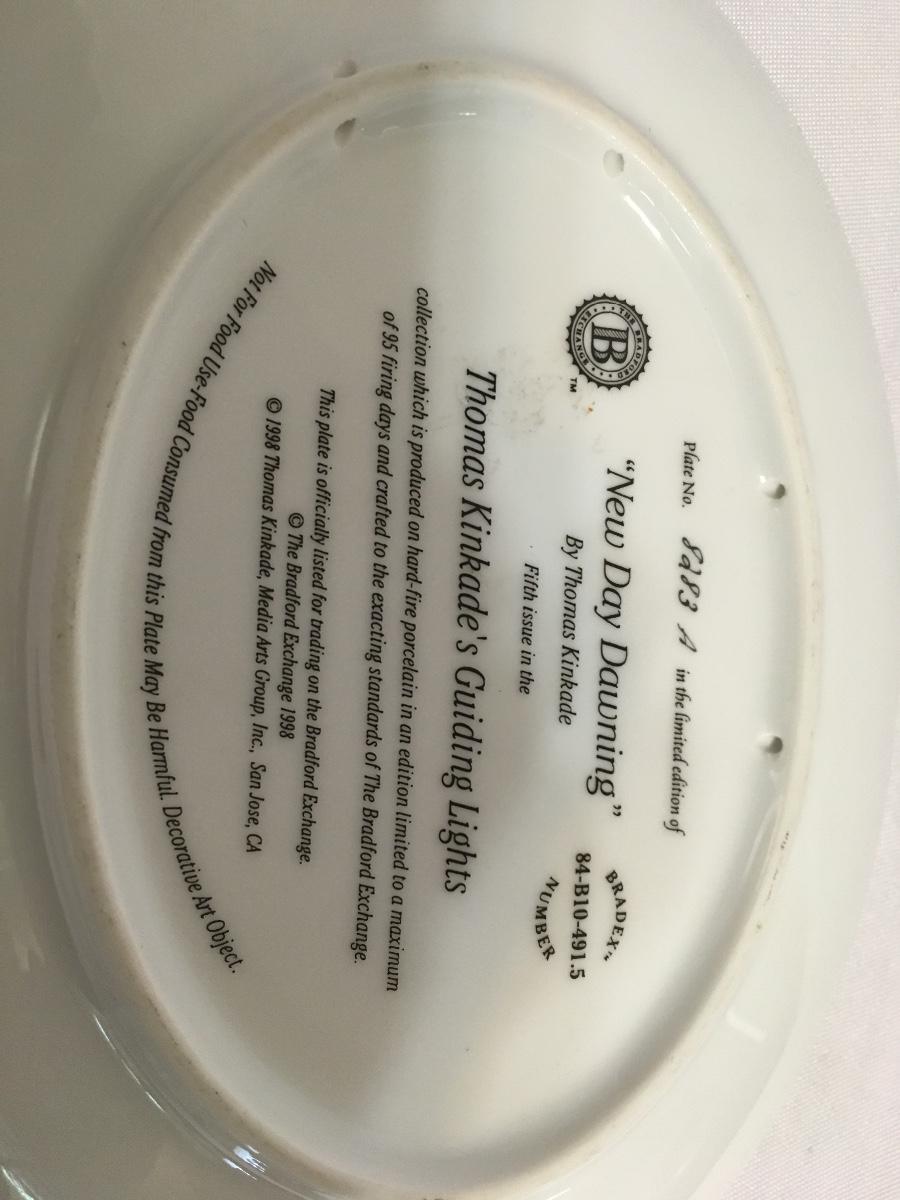 Plate No. 8283 A in the limited edition of
"New Day Dawning"
By Thomas Kinkade
Fifth issue in the
Thomas Kinkade's Guiding Lights
collection which is produced on hard-fire porcelain in an edition limited to a maximum
of 95 firing days and crafted to the exacting standards of The Bradford Exchange.
This plate is officially listed for trading on the Bradford Exchange.
© The Bradford Exchange 1998
© 1998 Thomas Kinkade, Media Arts Group, Inc., San Jose, CA
Not For Food Use-Food Consumed from this Plate May Be Harmful. Decorative Art Object.
THE BRADFORD
B
EXCHANGE
TM
BRADEX
84-B10-491.5
NUMBER